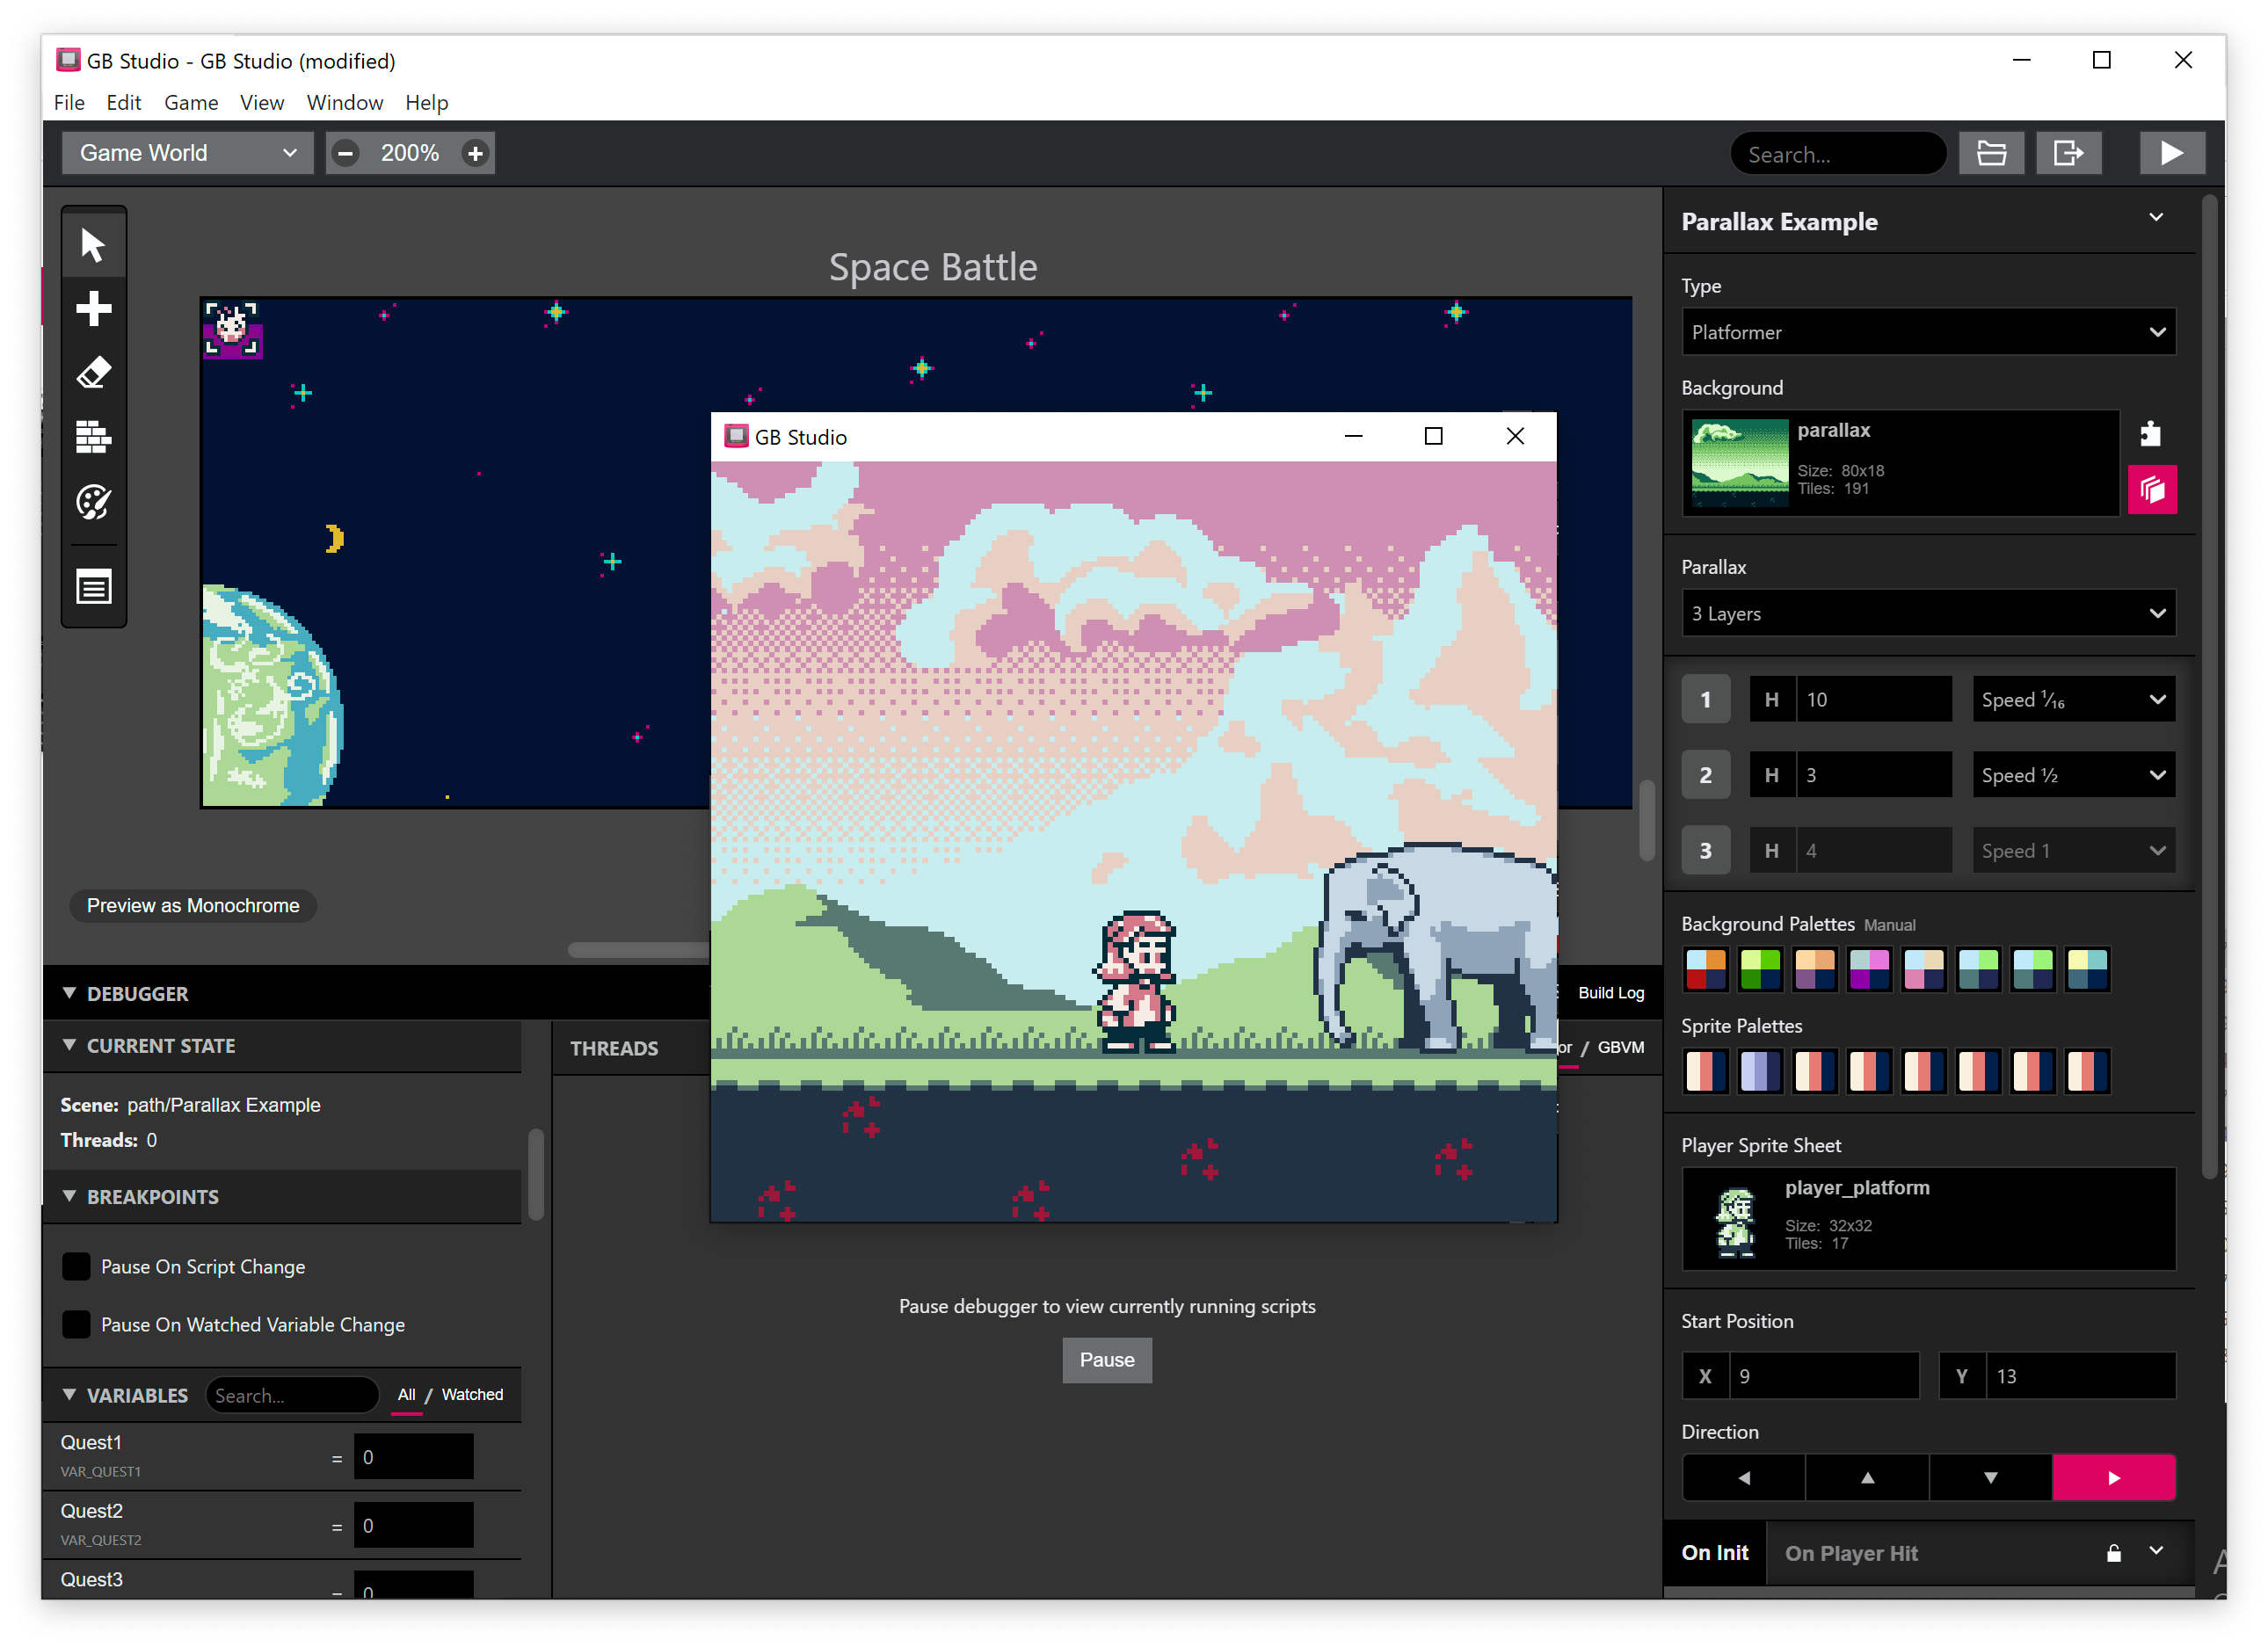 GB Studio - GB Studio (modified)
File Edit Game View Window Help
Game World
200%
Search...
Space Battle
GB Studio
Preview as Monochrome
DEBUGGER
Build Log
CURRENT STATE
Scene: path/Parallax Example
Threads: 0
THREADS
or / GBVM
BREAKPOINTS
Pause On Script Change
Pause On Watched Variable Change
Pause debugger to view currently running scripts
Pause
VARIABLES Search... All / Watched
Quest1 = 0
VAR_QUEST1
Quest2 = 0
VAR_QUEST2
Quest3 = 0
Parallax Example
Type
Platformer
Background
parallax
Size: 80x18
Tiles: 191
Parallax
3 Layers
1 H 10 Speed ¹⁄₁₆
2 H 3 Speed ½
3 H 4 Speed 1
Background Palettes Manual
Sprite Palettes
Player Sprite Sheet
player_platform
Size: 32x32
Tiles: 17
Start Position
X 9 Y 13
Direction
On Init On Player Hit